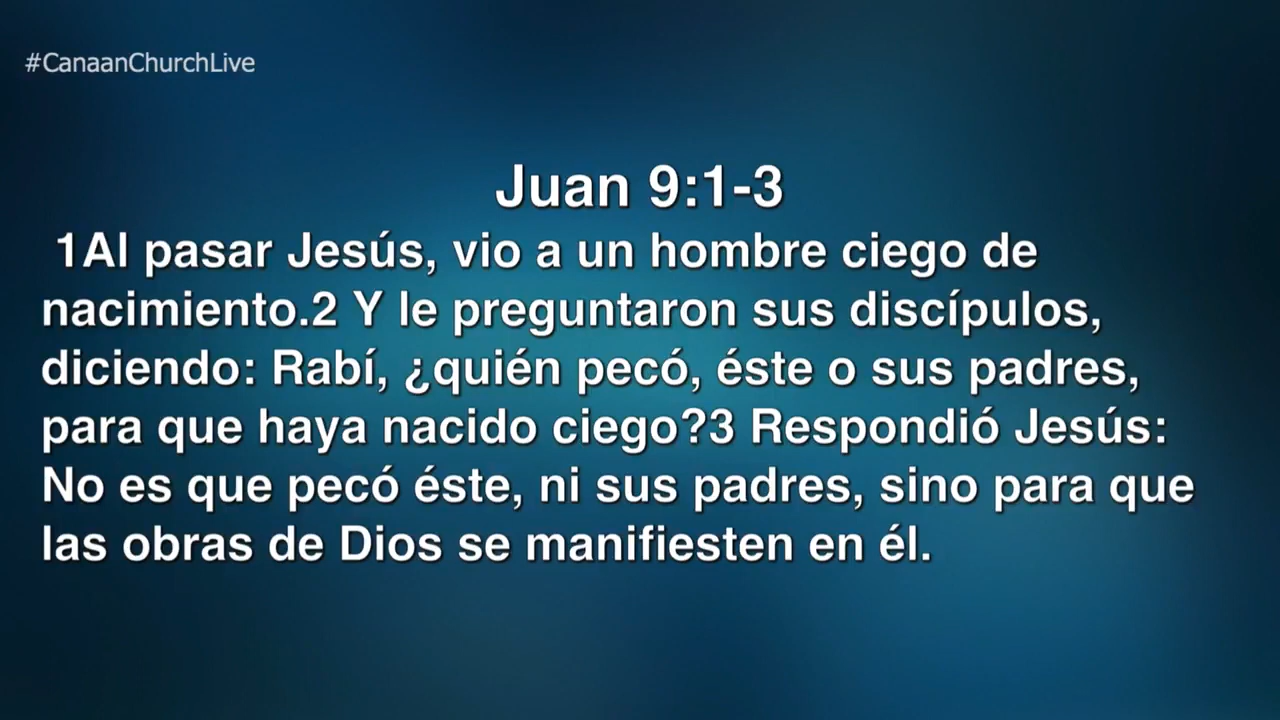 #CanaanChurchLive
Juan 9:1-3
1Al pasar Jesús, vio a un hombre ciego de
nacimiento.2 Y le preguntaron sus discípulos,
diciendo: Rabí, ¿quién pecó, éste o sus padres,
para que haya nacido ciego?3 Respondió Jesús:
No es que pecó éste, ni sus padres, sino para que
las obras de Dios se manifiesten en él.